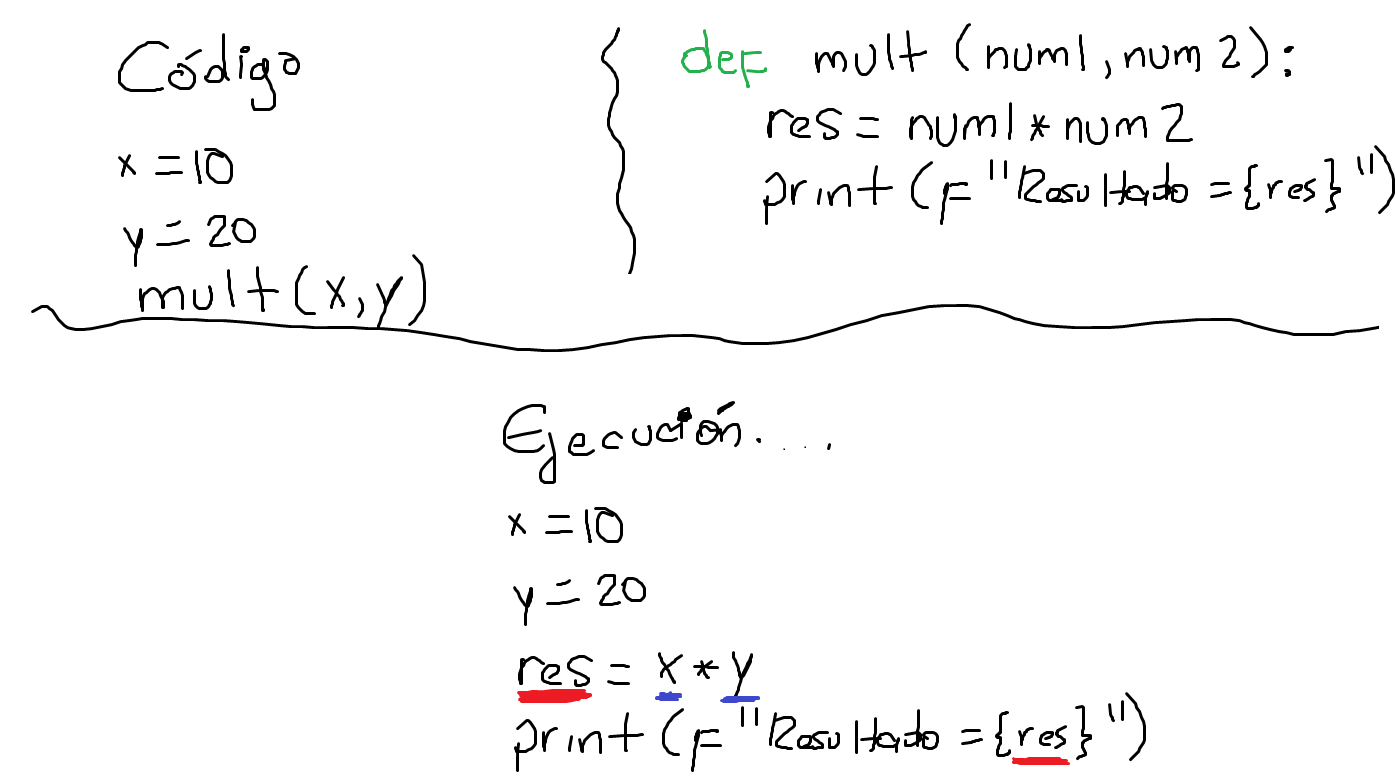 Código
x = 10
y = 20
mult(x,y)
def mult (num1, num2):
res = num1 * num2
print (F "Resultado = {res}")
Ejecución....
x = 10
y = 20
res = x * y
print (F "Resultado = {res}")